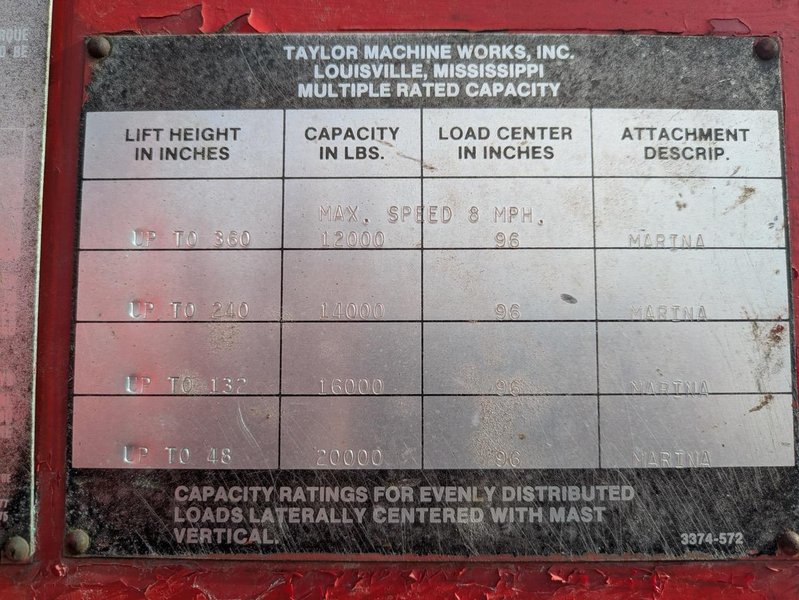 TAYLOR MACHINE WORKS, INC.
LOUISVILLE, MISSISSIPPI
MULTIPLE RATED CAPACITY
LIFT HEIGHT IN INCHES CAPACITY IN LBS. LOAD CENTER IN INCHES ATTACHMENT DESCRIP.
MAX. SPEED 8 MPH.
UP TO 360 12000 96 MARINA
UP TO 240 14000 96 MARINA
UP TO 132 16000 96 MARINA
UP TO 48 20000 96 MARINA
CAPACITY RATINGS FOR EVENLY DISTRIBUTED
LOADS LATERALLY CENTERED WITH MAST
VERTICAL.
3374-572